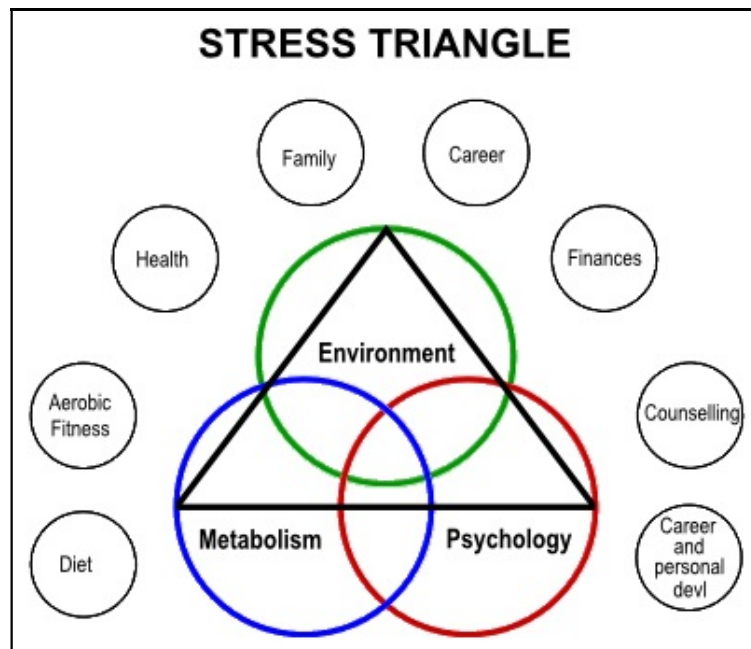 STRESS TRIANGLE
Family
Career
Health
Finances
Environment
Aerobic
Fitness
Counselling
Metabolism
Psychology
Diet
Career
and
personal
devl